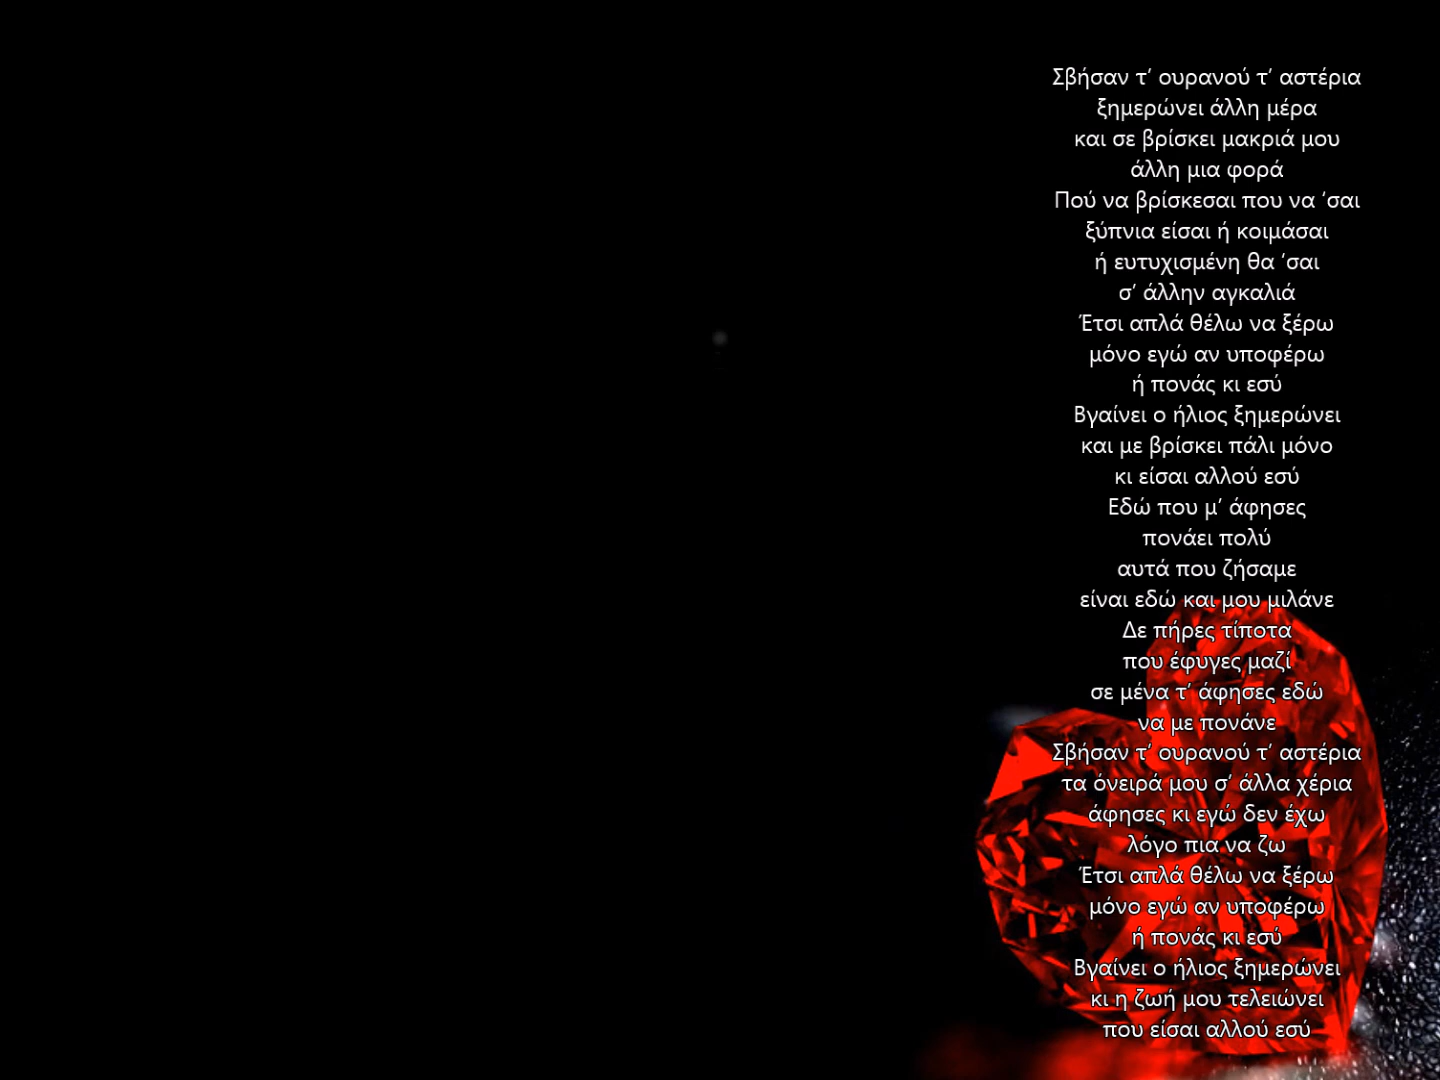 Σβήσαν τ’ ουρανού τ’ αστέρια
ξημερώνει άλλη μέρα
και σε βρίσκει μακριά μου
άλλη μια φορά
Πού να βρίσκεσαι που να ‘σαι
ξύπνια είσαι ή κοιμάσαι
ή ευτυχισμένη θα ‘σαι
σ’ άλλην αγκαλιά
Έτσι απλά θέλω να ξέρω
μόνο εγώ αν υποφέρω
ή πονάς κι εσύ
Βγαίνει ο ήλιος ξημερώνει
και με βρίσκει πάλι μόνο
κι είσαι αλλού εσύ
Εδώ που μ’ άφησες
πονάει πολύ
αυτά που ζήσαμε
είναι εδώ και μου μιλάνε
Δε πήρες τίποτα
που έφυγες μαζί
σε μένα τ’ άφησες εδώ
να με πονάνε
Σβήσαν τ’ ουρανού τ’ αστέρια
τα όνειρά μου σ’ άλλα χέρια
άφησες κι εγώ δεν έχω
λόγο πια να ζω
Έτσι απλά θέλω να ξέρω
μόνο εγώ αν υποφέρω
ή πονάς κι εσύ
Βγαίνει ο ήλιος ξημερώνει
κι η ζωή μου τελειώνει
που είσαι αλλού εσύ